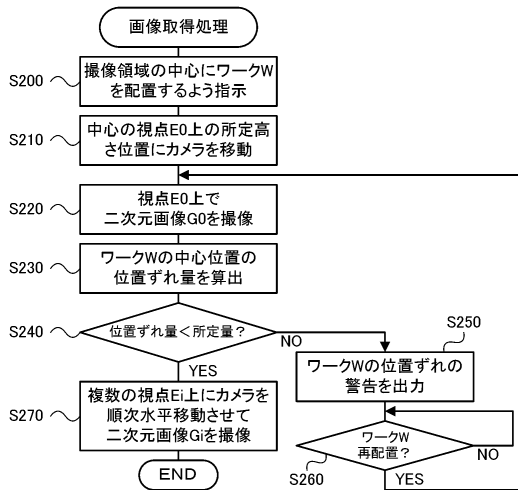 画像取得処理
S200
撮像領域の中心にワークW
を配置するよう指示
S210
中心の視点E0上の所定高
さ位置にカメラを移動
S220
視点E0上で
二次元画像G0を撮像
S230
ワークWの中心位置の
位置ずれ量を算出
S240
位置ずれ量＜所定量？
NO
YES
S250
ワークWの位置ずれの
警告を出力
S270
複数の視点Ei上にカメラを
順次水平移動させて
二次元画像Giを撮像
ワークW
再配置？
NO
S260
YES
END